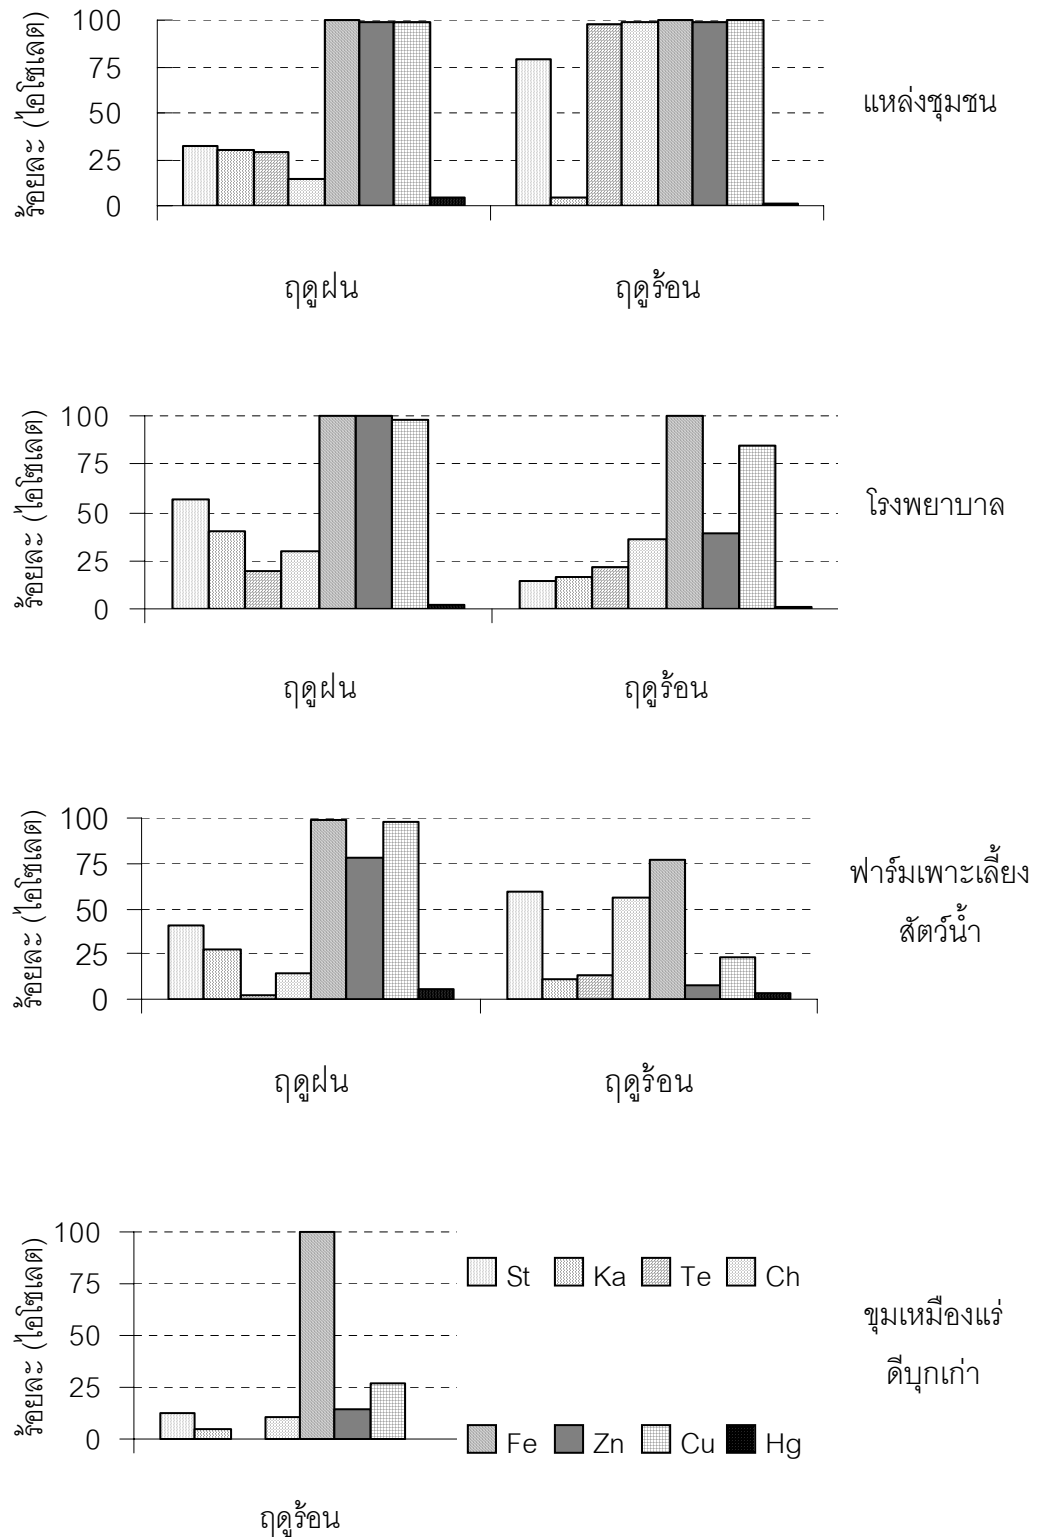 ร้อยละ (ไอโซเลต)
100
75
50
25
0
ฤดูฝน ฤดูร้อน
แหล่งชุมชน
ร้อยละ (ไอโซเลต)
100
75
50
25
0
ฤดูฝน ฤดูร้อน
โรงพยาบาล
ร้อยละ (ไอโซเลต)
100
75
50
25
0
ฤดูฝน ฤดูร้อน
ฟาร์มเพาะเลี้ยง
สัตว์น้ำ
ร้อยละ (ไอโซเลต)
100
75
50
25
0
ฤดูร้อน
St Ka Te Ch
Fe Zn Cu Hg
ขุมเหมืองแร่
ดีบุกเก่า